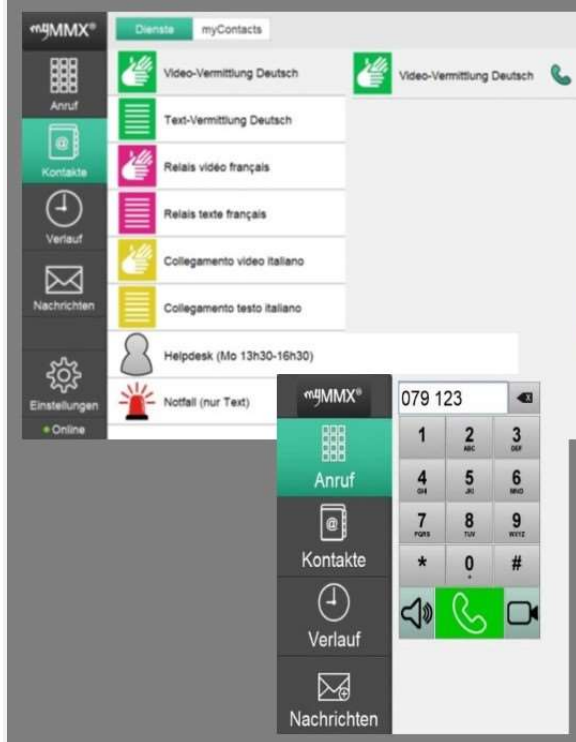 myMMX®
Dienste myContacts
Anruf
Kontakte
Verlauf
Nachrichten
Einstellungen
Online
Video-Vermittlung Deutsch
Text-Vermittlung Deutsch
Relais vidéo français
Relais texte français
Collegamento video italiano
Collegamento testo italiano
Helpdesk (Mo 13h30-16h30)
Notfall (nur Text)
Video-Vermittlung Deutsch
myMMX®
Anruf
Kontakte
Verlauf
Nachrichten
079 123
1 2 3
ABC DEF
4 5 6
GHI JKL MNO
7 8 9
PQRS TUV WXYZ
* 0 #
+